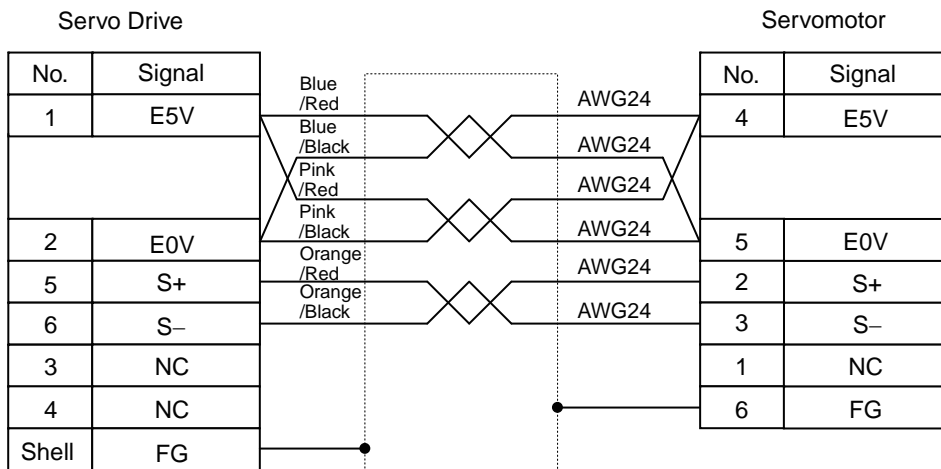 Servo Drive
Servomotor
No. Signal
1 E5V
2 E0V
5 S+
6 S−
3 NC
4 NC
Shell FG
Blue
/Red
Blue
/Black
Pink
/Red
Pink
/Black
Orange
/Red
Orange
/Black
AWG24
AWG24
AWG24
AWG24
AWG24
AWG24
No. Signal
4 E5V
5 E0V
2 S+
3 S−
1 NC
6 FG